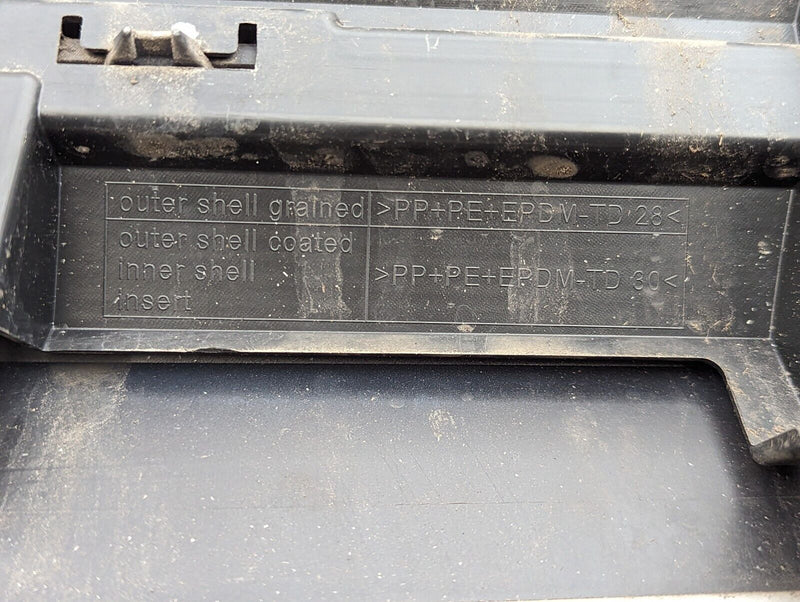 outer shell grained >PP+PE+EPDM-TD 28<
outer shell coated
inner shell >PP+PE+EPDM-TD 30<
insert